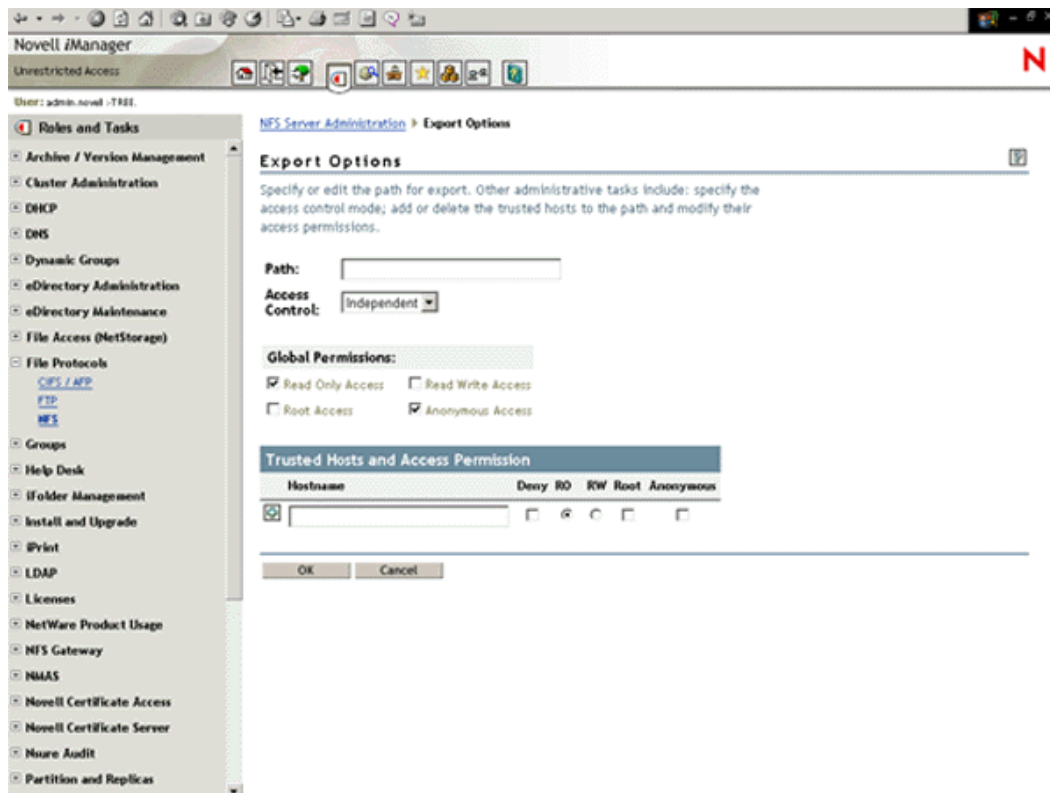 Novell iManager
Unrestricted Access
N
User: admin.novell.TREE.
Roles and Tasks
Archive / Version Management
Cluster Administration
DHCP
DNS
Dynamic Groups
eDirectory Administration
eDirectory Maintenance
File Access (NetStorage)
File Protocols
CIFS / AFP
FTP
NFS
Groups
Help Desk
iFolder Management
Install and Upgrade
iPrint
LDAP
Licenses
NetWare Product Usage
NFS Gateway
NMAS
Novell Certificate Access
Novell Certificate Server
Nsure Audit
Partition and Replicas
NFS Server Administration Export Options
Export Options
Specify or edit the path for export. Other administrative tasks include: specify the
access control mode; add or delete the trusted hosts to the path and modify their
access permissions.
Path:
Access Control: Independent
Global Permissions:
Read Only Access Read Write Access
Root Access Anonymous Access
Trusted Hosts and Access Permission
Hostname Deny RO RW Root Anonymous
OK Cancel